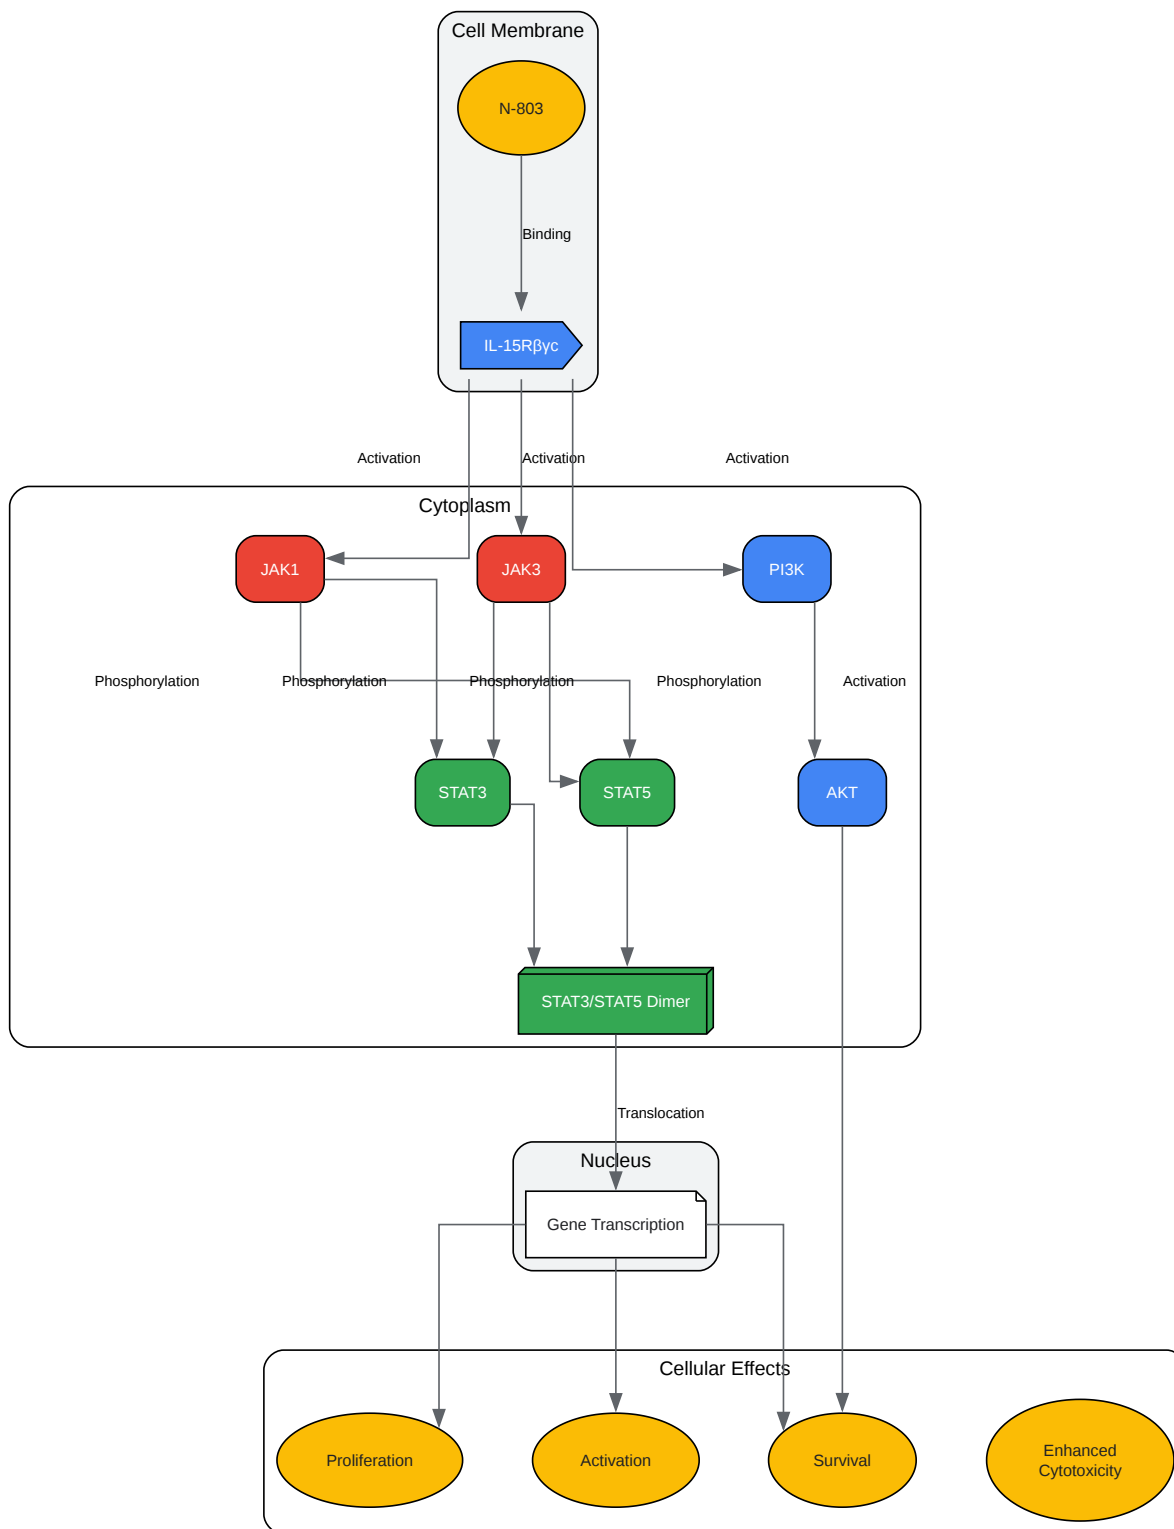 Cell Membrane
N-803
Binding
IL-15Rβγc
Activation
Activation
Activation
Cytoplasm
JAK1
JAK3
PI3K
Phosphorylation
Phosphorylation
Phosphorylation
Phosphorylation
Activation
STAT3
STAT5
AKT
STAT3/STAT5 Dimer
Translocation
Nucleus
Gene Transcription
Cellular Effects
Proliferation
Activation
Survival
Enhanced
Cytotoxicity